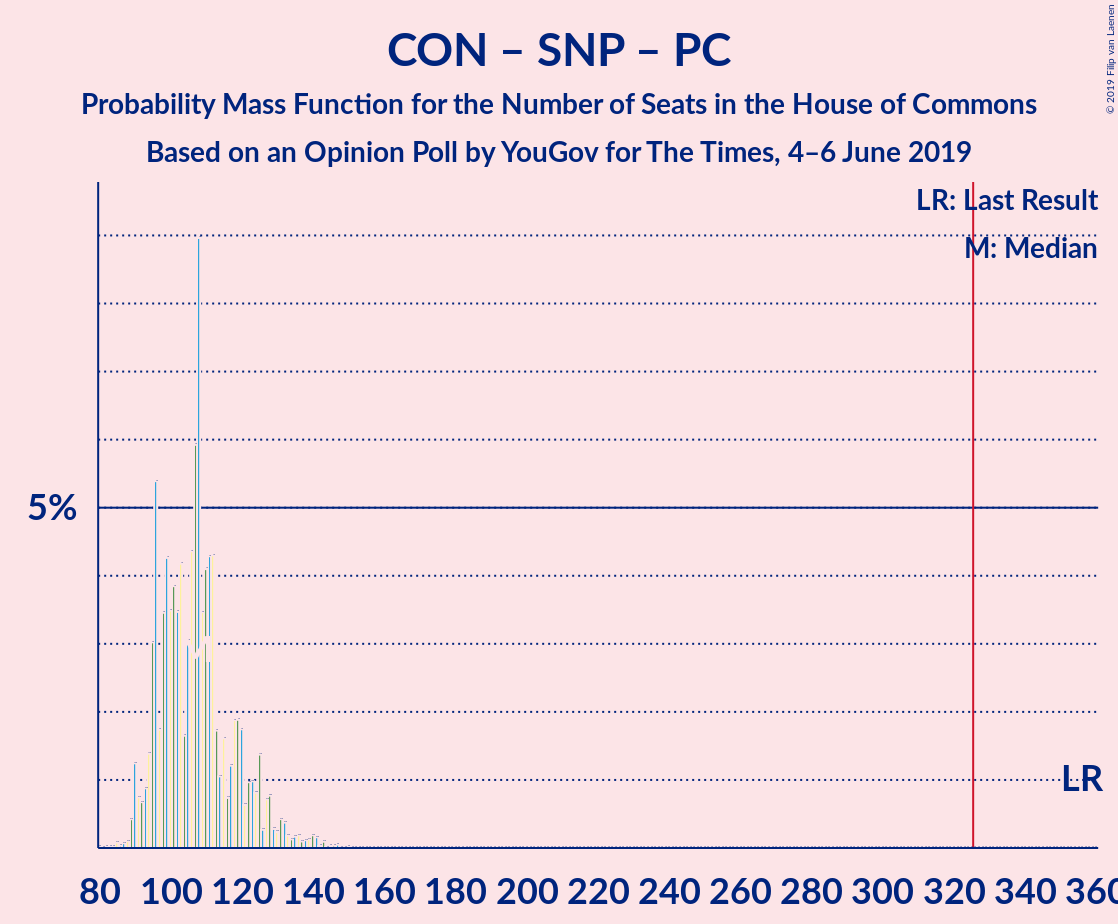 CON – SNP – PC
Probability Mass Function for the Number of Seats in the House of Commons
Based on an Opinion Poll by YouGov for The Times, 4–6 June 2019
© 2019 Filip van Laenen
LR: Last Result
M: Median
5%
LR
80 100 120 140 160 180 200 220 240 260 280 300 320 340 360